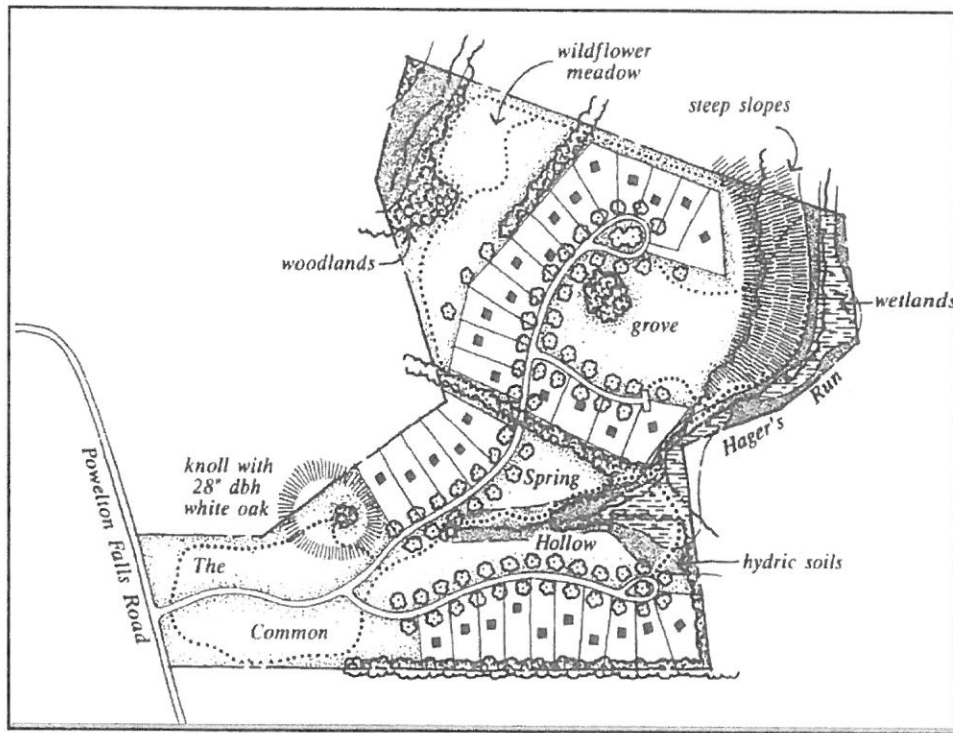 wildflower
meadow
steep slopes
woodlands
wetlands
grove
Hager's
Run
knoll with
28" dbh
white oak
Spring
Hollow
hydric soils
The
Common
Powelton Falls Road